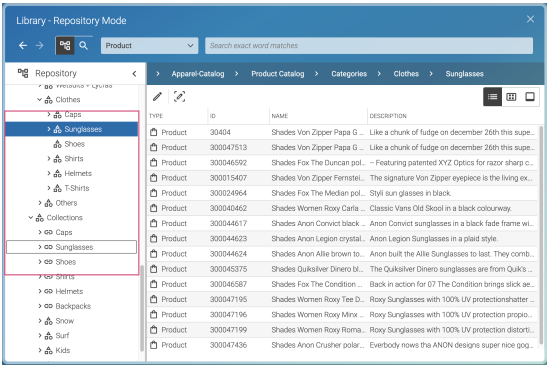 Library - Repository Mode
Product
Search exact word matches
Repository
Apparel-Catalog > Product Catalog > Categories > Clothes > Sunglasses
Wetsuits + Lycras
Clothes
Caps
Sunglasses
Shoes
Shirts
Helmets
T-Shirts
Others
Collections
Caps
Sunglasses
Shoes
Shirts
Helmets
Backpacks
Snow
Surf
Kids
TYPE ID NAME DESCRIPTION
Product 30404 Shades Von Zipper Papa G ... Like a chunk of fudge on december 26th this supe...
Product 300047513 Shades Von Zipper Papa G ... Like a chunk of fudge on december 26th this supe...
Product 300046592 Shades Fox The Duncan pol... – Featuring patented XYZ Optics for razor sharp c...
Product 300015407 Shades Von Zipper Fernstei... The signature Von Zipper eyepiece is the living ex...
Product 300024964 Shades Fox The Median pol... Styli sun glasses in black.
Product 300040462 Shades Women Roxy Carla ... Classic Vans Old Skool in a black colourway.
Product 300044617 Shades Anon Convict black ... Anon Convict sunglasses in a black fade frame wi...
Product 300044623 Shades Anon Legion crystal... Anon Legion Sunglasses in a plaid style.
Product 300044624 Shades Anon Allie brown to... Anon built the Allie Sunglasses to last. They comb...
Product 300045375 Shades Quiksilver Dinero bl... The Quiksilver Dinero sunglasses are from Quik's ...
Product 300046587 Shades Fox The Condition ... Back in action for 07 The Condition brings slick ae...
Product 300047195 Shades Women Roxy Tee D... Roxy Sunglasses with 100% UV protectionshatter ...
Product 300047196 Shades Women Roxy Minx ... Roxy Sunglasses with 100% UV protection propio...
Product 300047199 Shades Women Roxy Roma... Roxy Sunglasses with 100% UV protection distorti...
Product 300047436 Shades Anon Crusher polar... Everbody nows tha ANON designs super nice gog...